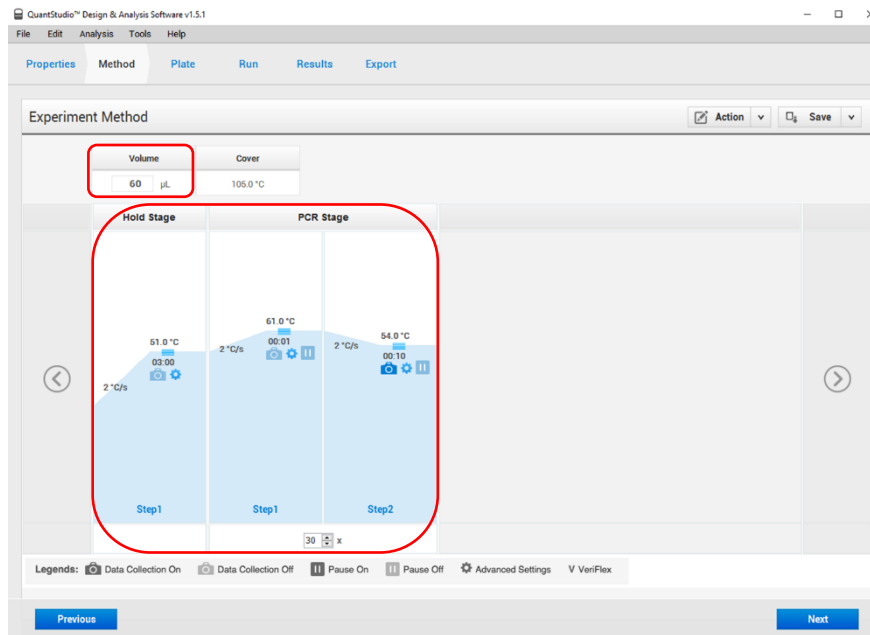 QuantStudio™ Design & Analysis Software v1.5.1
File Edit Analysis Tools Help
Properties Method Plate Run Results Export
Experiment Method
Action
Save
Volume Cover
60 µL 105.0 °C
Hold Stage PCR Stage
61.0 °C
51.0 °C 2 °C/s 00:01 2 °C/s 54.0 °C
03:00 00:10
2 °C/s
Step1 Step1 Step2
30 x
Legends: Data Collection On Data Collection Off Pause On Pause Off Advanced Settings V VeriFlex
Previous Next